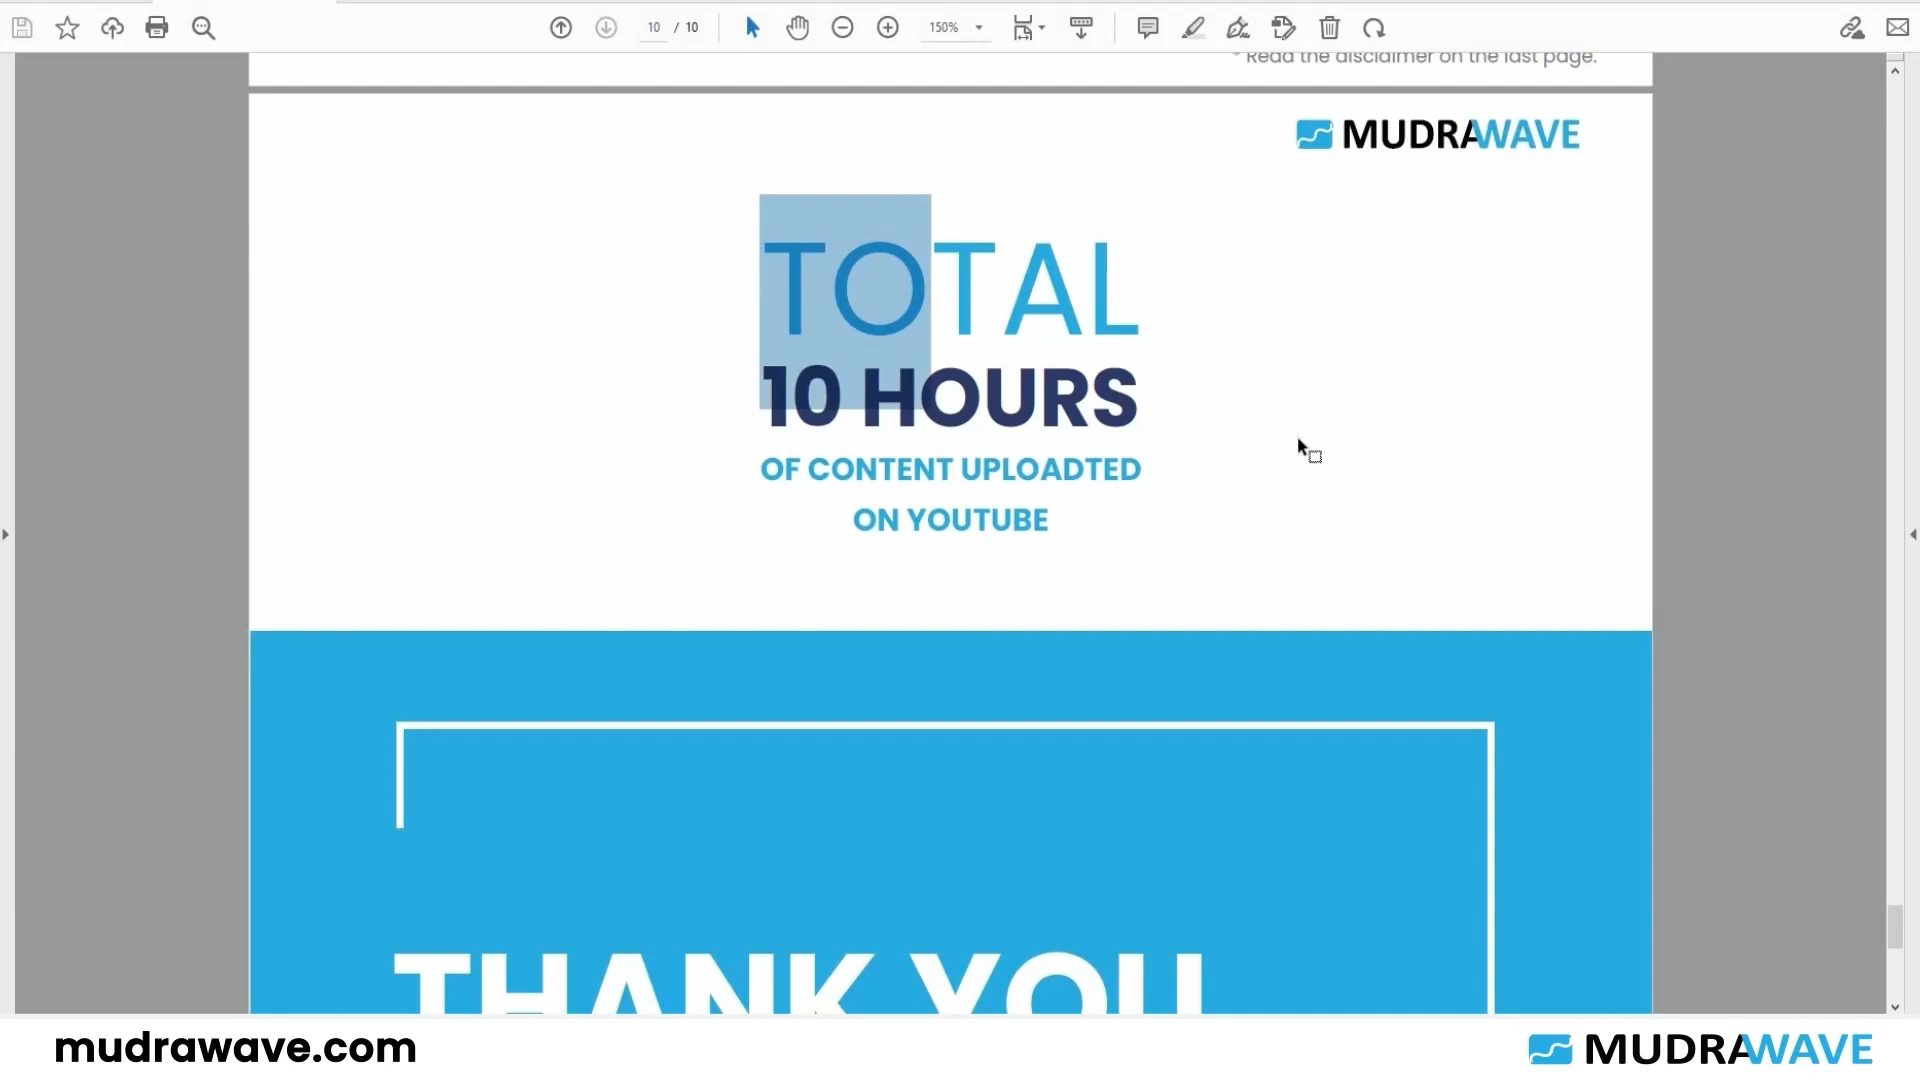 10 / 10
150%
* Read the disclaimer on the last page.
MUDRAWAVE
TOTAL
10 HOURS
OF CONTENT UPLOADTED
ON YOUTUBE
THANK YOU
mudrawave.com
MUDRAWAVE